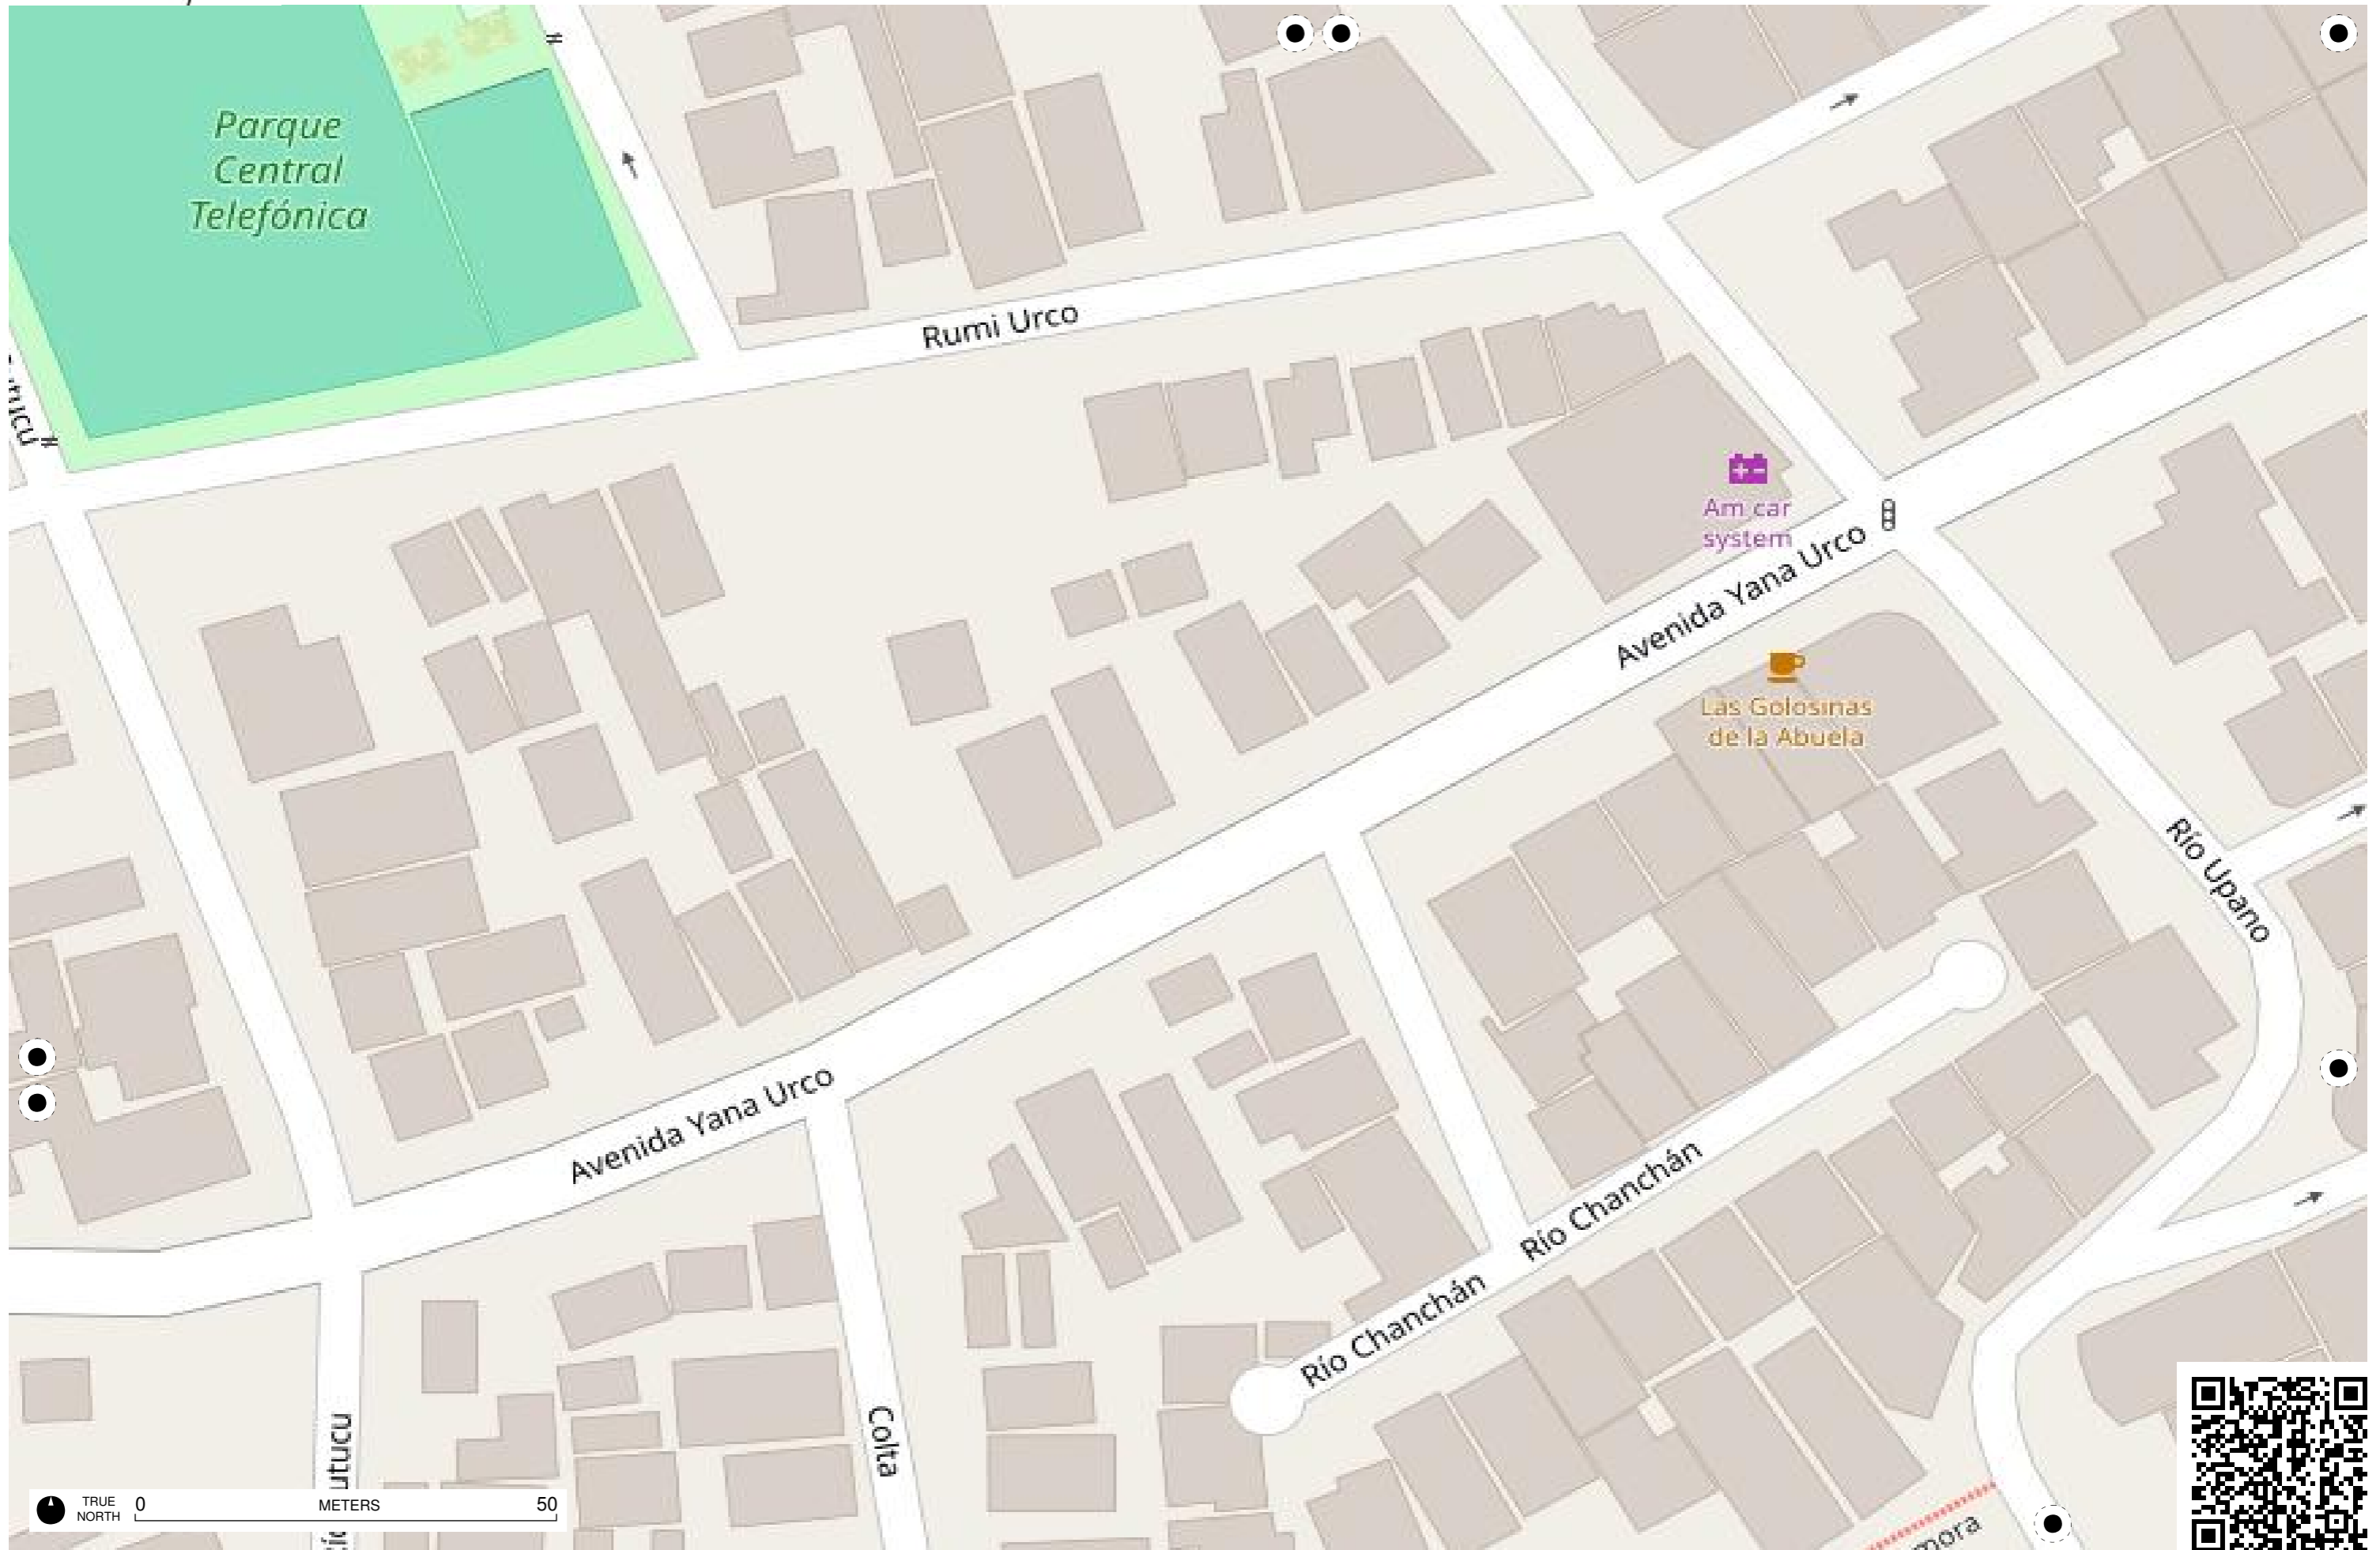 Parque
Central
Telefónica
Rumi Urco
Am car
system
Avenida Yana Urco
Las Golosinas
de la Abuela
Río Upano
Avenida Yana Urco
Río Chanchán
Río Chanchán
Colta
TRUE
NORTH
0
METERS
50